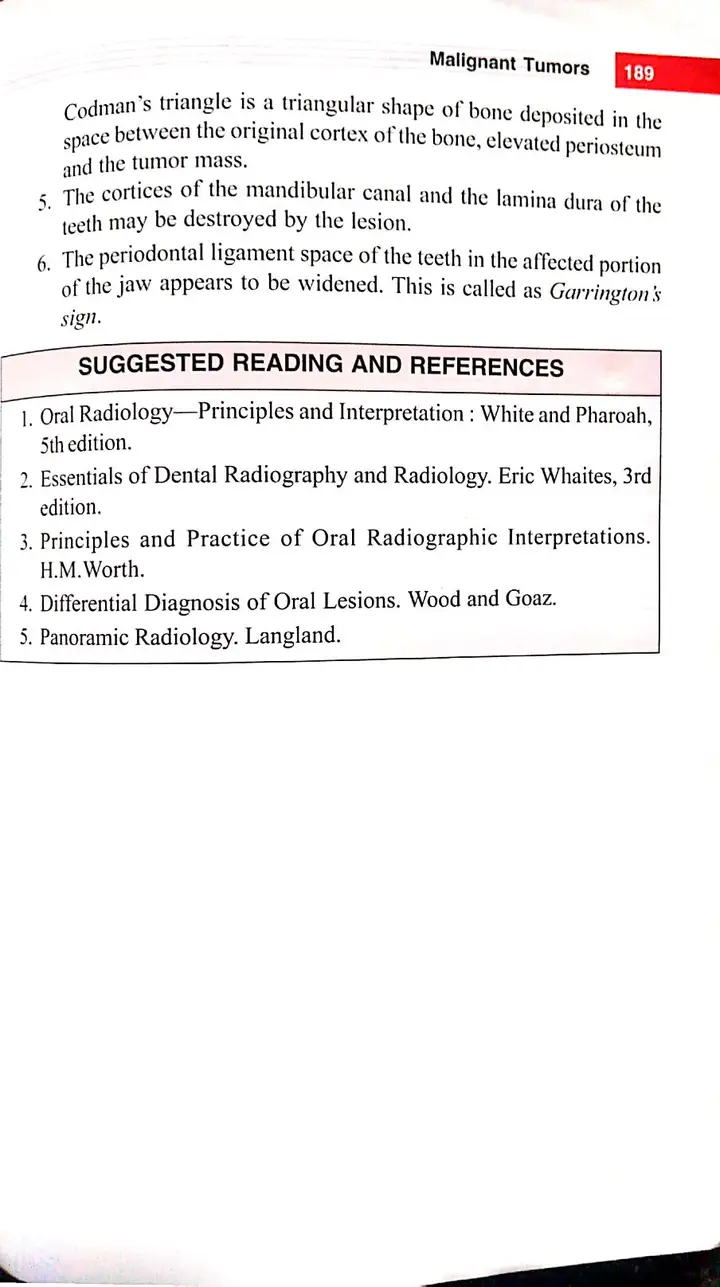 Malignant Tumors 189
Codman's triangle is a triangular shape of bone deposited in the
space between the original cortex of the bone, elevated periosteum
and the tumor mass.
5. The cortices of the mandibular canal and the lamina dura of the
teeth may be destroyed by the lesion.
6. The periodontal ligament space of the teeth in the affected portion
of the jaw appears to be widened. This is called as Garrington's
sign.
SUGGESTED READING AND REFERENCES
1. Oral Radiology—Principles and Interpretation : White and Pharoah,
5th edition.
2. Essentials of Dental Radiography and Radiology. Eric Whaites, 3rd
edition.
3. Principles and Practice of Oral Radiographic Interpretations.
H.M.Worth.
4. Differential Diagnosis of Oral Lesions. Wood and Goaz.
5. Panoramic Radiology. Langland.